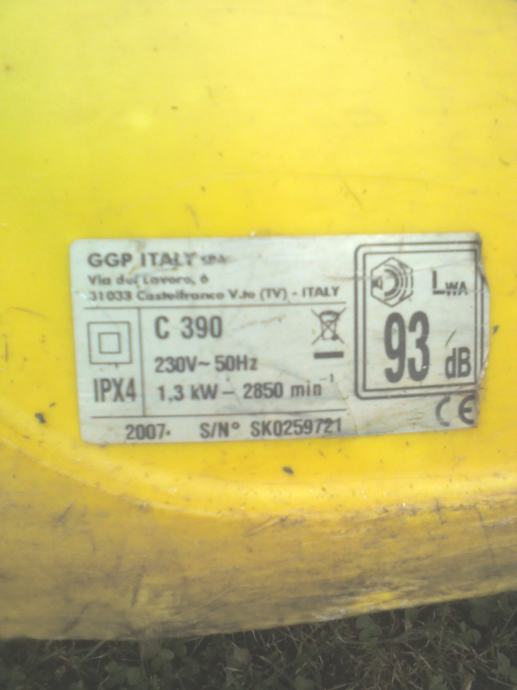 GGP ITALY SPA
Via del Lavoro, 6
31033 Castelfranco V.to (TV) - ITALY
LWA
93 dB
C 390
230V~ 50Hz
IPX4
1,3 kW - 2850 min-1
CE
2007. S/N° SK0259721